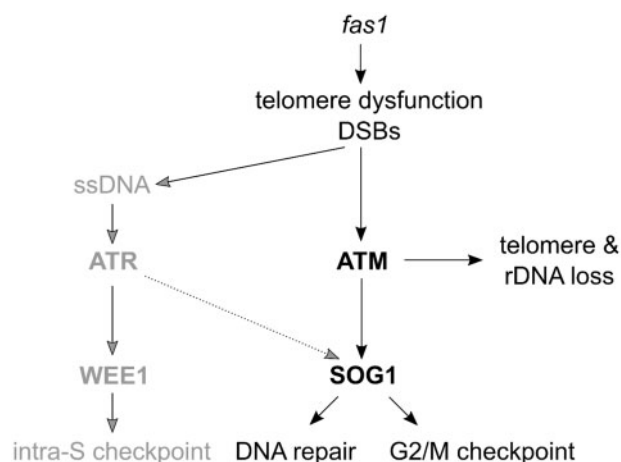 fas1
telomere dysfunction
DSBs
ssDNA
ATR
ATM
telomere &
rDNA loss
WEE1
SOG1
intra-S checkpoint
DNA repair
G2/M checkpoint